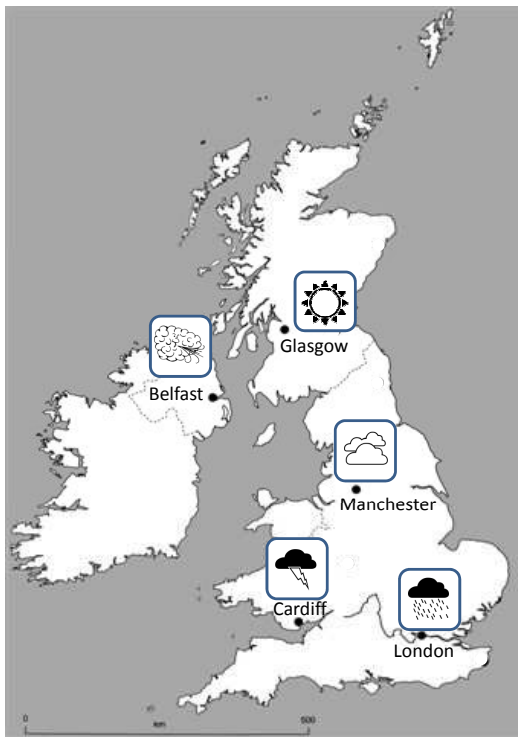 Glasgow
Belfast
Manchester
Cardiff
London
0 km 500